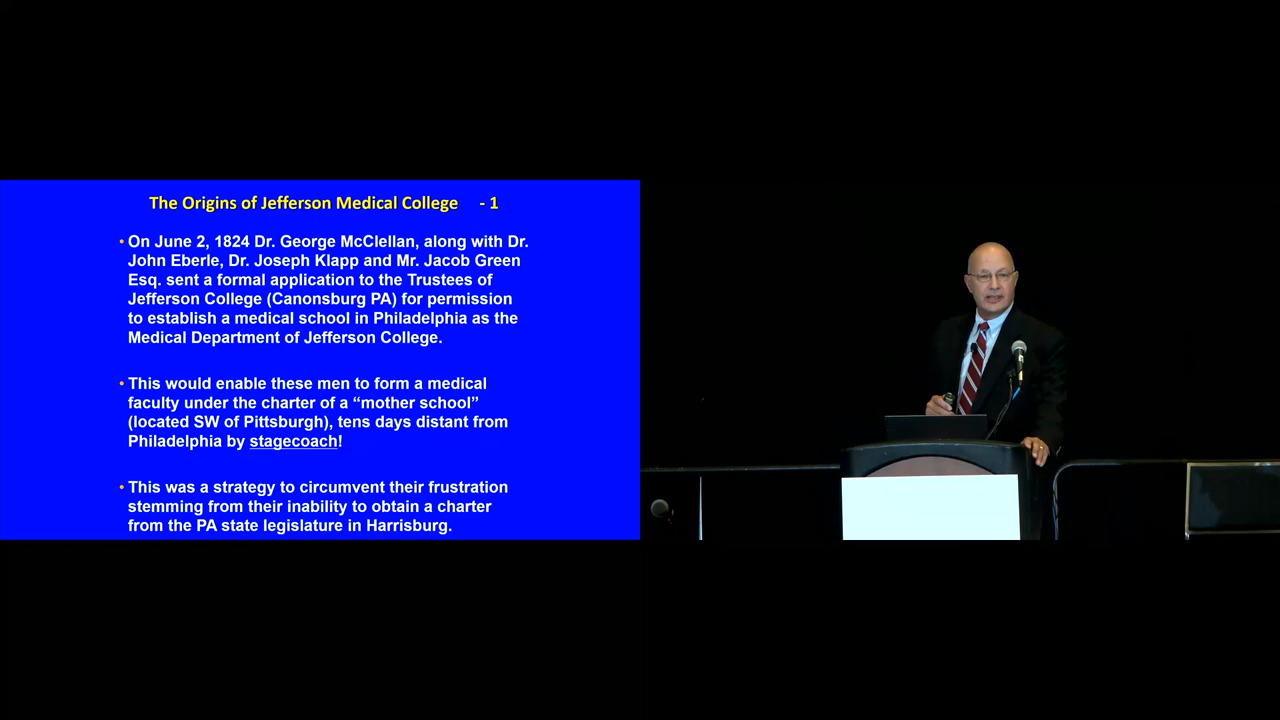 The Origins of Jefferson Medical College - 1
• On June 2, 1824 Dr. George McClellan, along with Dr.
John Eberle, Dr. Joseph Klapp and Mr. Jacob Green
Esq. sent a formal application to the Trustees of
Jefferson College (Canonsburg PA) for permission
to establish a medical school in Philadelphia as the
Medical Department of Jefferson College.
• This would enable these men to form a medical
faculty under the charter of a “mother school”
(located SW of Pittsburgh), tens days distant from
Philadelphia by stagecoach!
• This was a strategy to circumvent their frustration
stemming from their inability to obtain a charter
from the PA state legislature in Harrisburg.